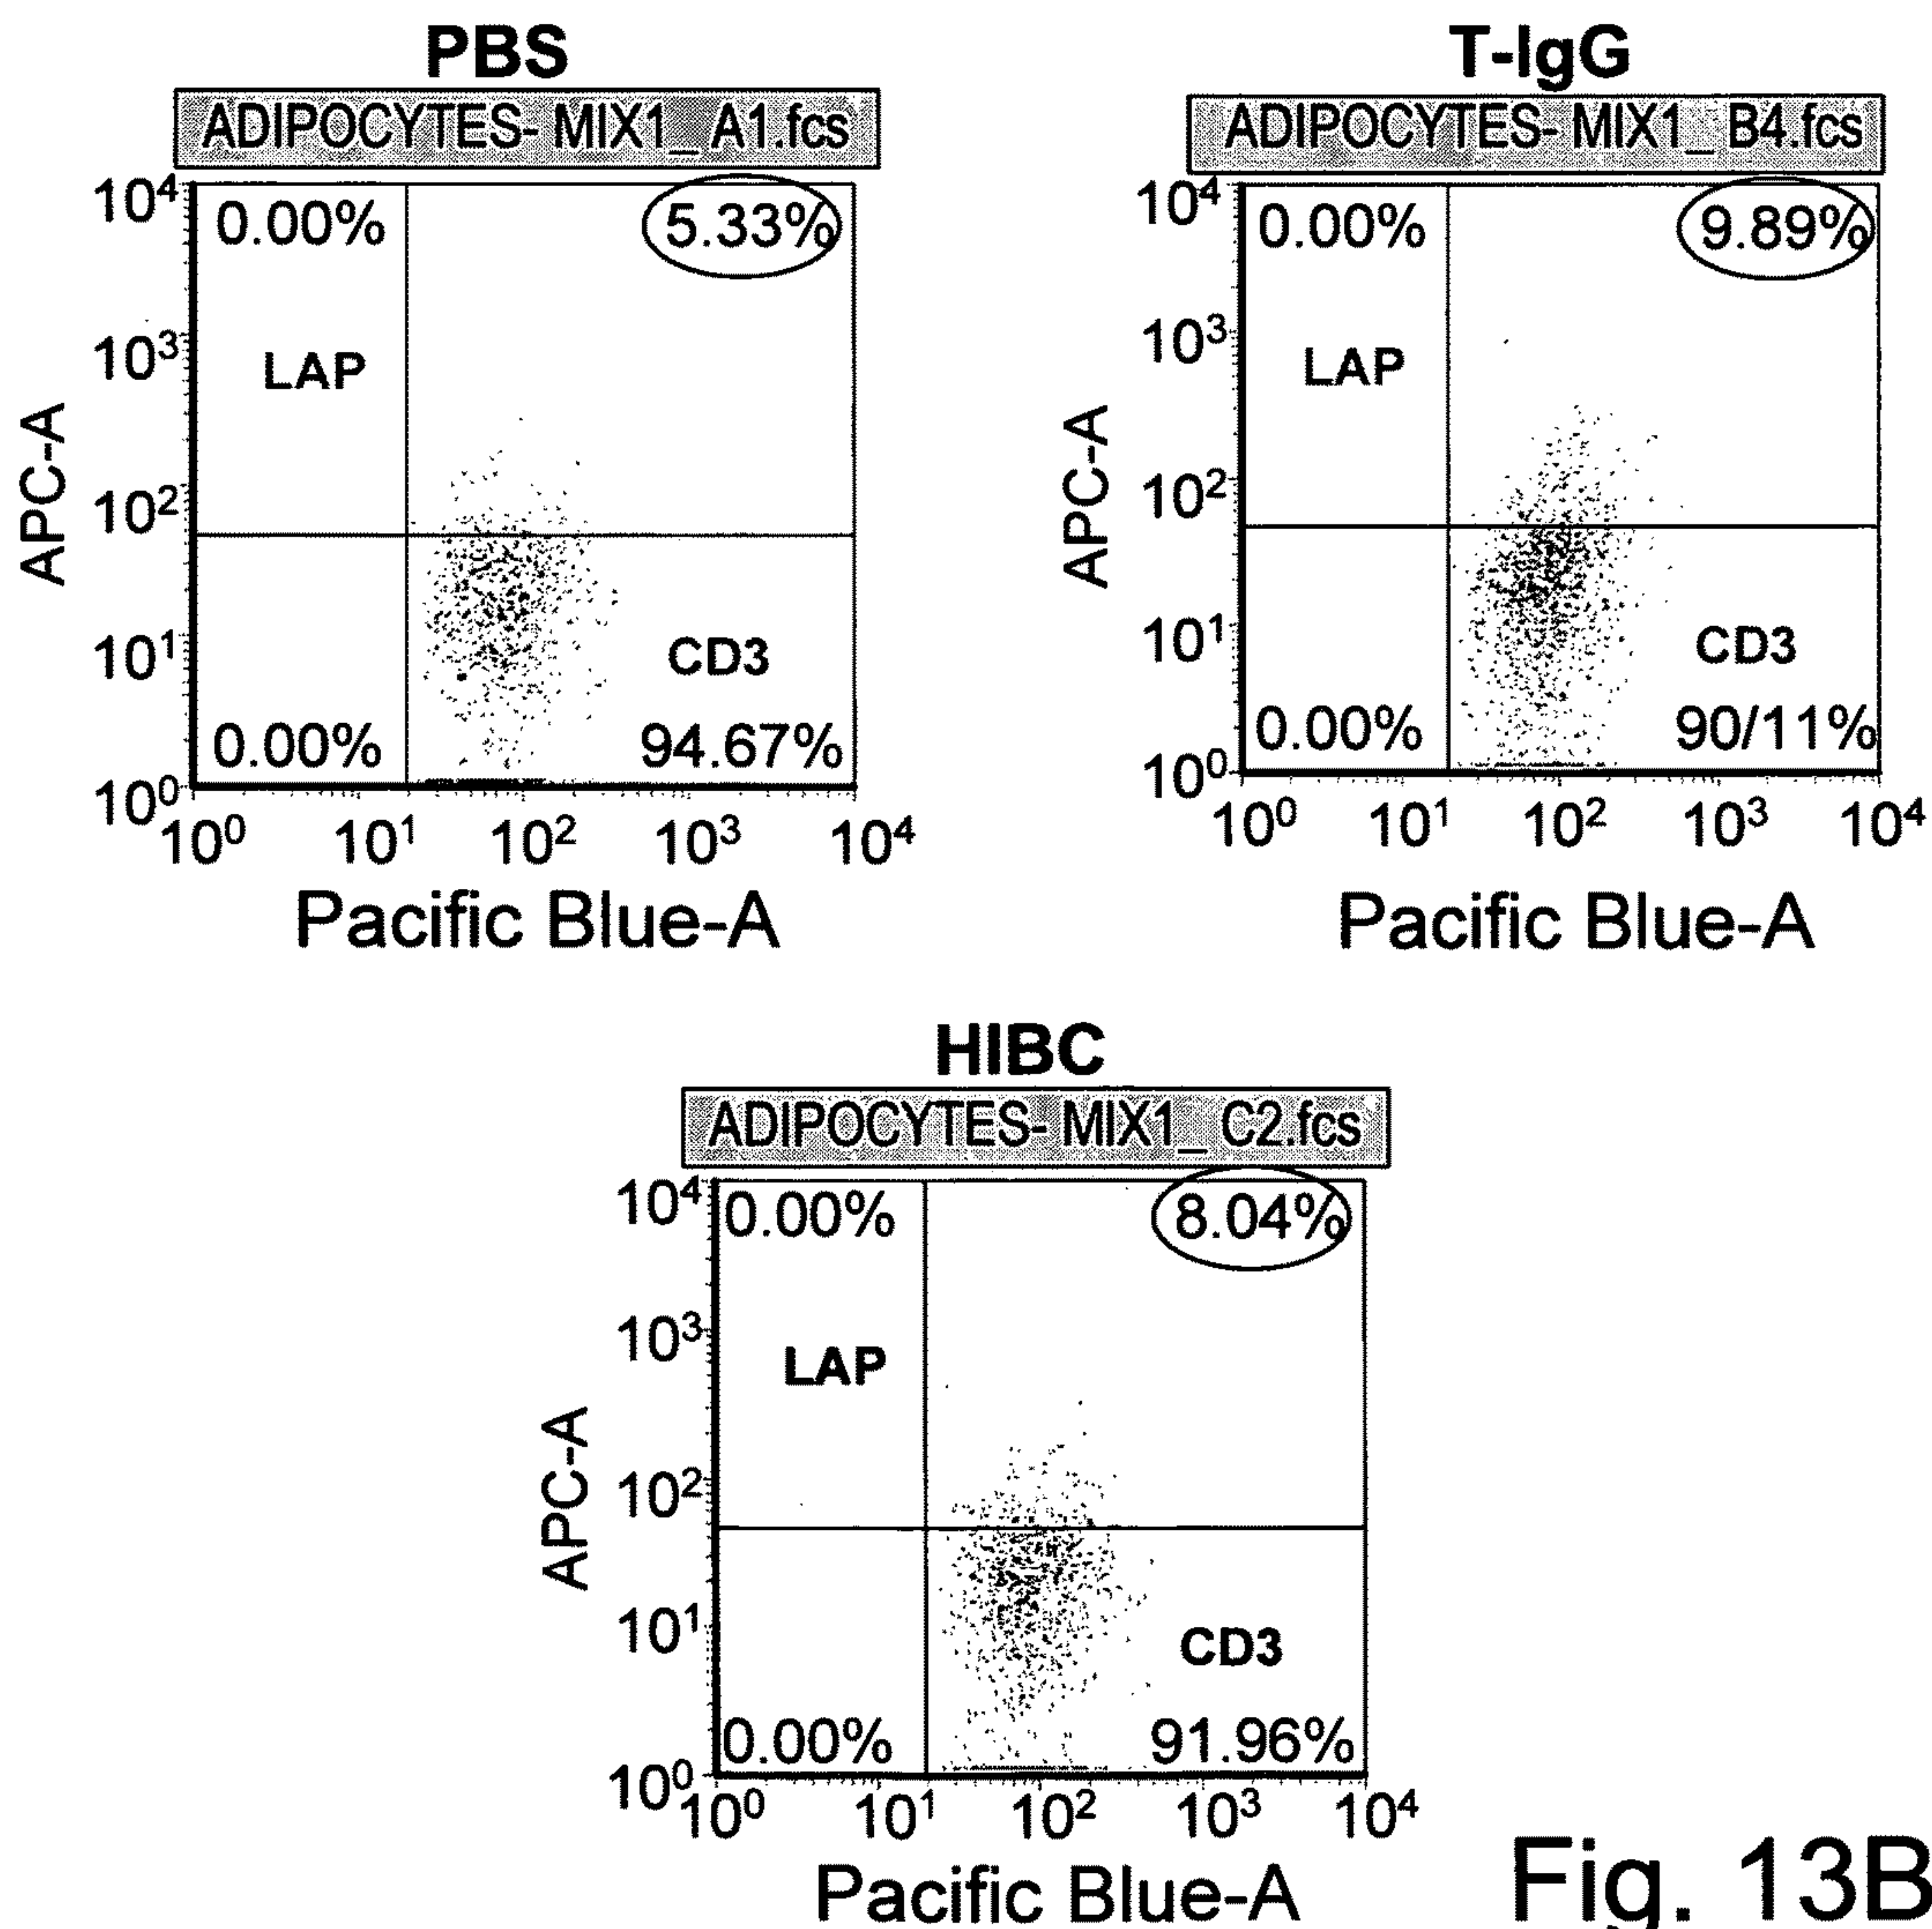 PBS
ADIPOCYTES- MIX1_ A1.fcs
10⁴
0.00%
5.33%
10³
LAP
APC-A
10²
10¹
CD3
0.00%
94.67%
10⁰
10⁰ 10¹ 10² 10³ 10⁴
Pacific Blue-A
T-IgG
ADIPOCYTES- MIX1_ B4.fcs
10⁴
0.00%
9.89%
10³
LAP
APC-A
10²
10¹
CD3
0.00%
90/11%
10⁰
10⁰ 10¹ 10² 10³ 10⁴
Pacific Blue-A
HIBC
ADIPOCYTES- MIX1_ C2.fcs
10⁴
0.00%
8.04%
10³
LAP
APC-A
10²
10¹
CD3
0.00%
91.96%
10⁰
10⁰ 10¹ 10² 10³ 10⁴
Pacific Blue-A
Fig. 13B